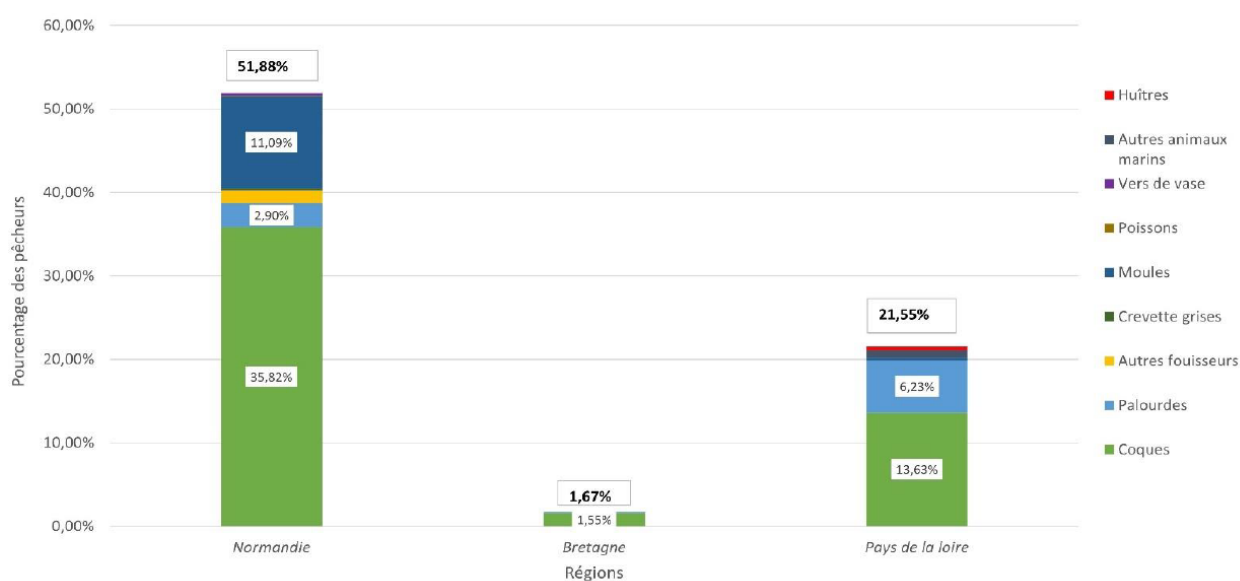 60,00%
50,00%
40,00%
30,00%
20,00%
10,00%
0,00%
Pourcentage des pêcheurs
51,88%
11,09%
2,90%
35,82%
1,67%
1,55%
21,55%
6,23%
13,63%
Normandie
Bretagne
Pays de la loire
Régions
Huîtres
Autres animaux
marins
Vers de vase
Poissons
Moules
Crevette grises
Autres fouisseurs
Palourdes
Coques